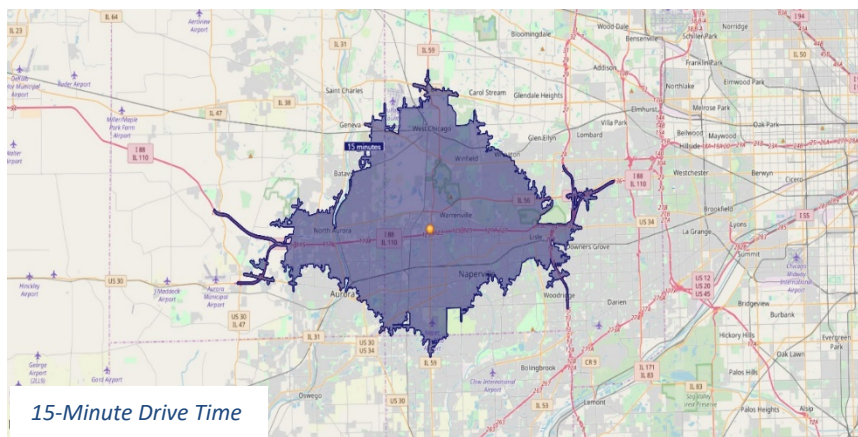 IL 64
Aeroview
Airport
IL 23
DeKalb
Municipal
Airport
Tudor Airport
IL 47
IL 38
Miller/Maple
Park Farm
Airport
I 88
IL 110
Saint Charles
IL 31
IL 59
Geneva
Batavia
15 minutes
West Chicago
Winfield
Wheaton
Carol Stream
Bloomingdale
Glendale Heights
Glen Ellyn
Lombard
Villa Park
Addison
Elmhurst
Wood Dale
Bensenville
Schiller Park
Franklin Park
Northlake
Melrose Park
Maywood
Bellwood
Hillside
Norridge
I 94
IL 50
Elmwood Park
Oak Park
Westchester
Berwyn
Cicero
I 88
IL 110
IL 56
US 34
Brookfield
La Grange
Lyons
I 55
Summit
Warrenville
North Aurora
I 88
IL 110
Lisle
Downers Grove
Naperville
Aurora
Woodridge
Darien
US 12
US 20
US 45
Chicago
Midway
International
Airport
Bridgeview
Burbank
Hickory Hills
Oak Lawn
Evergreen
Park
Palos Hills
Palos Heights
Alsip
IL 171
IL 83
IL 83
Lemont
Bolingbrook
CR 9
Clow International
Airport
IL 53
IL 59
US 30
US 34
IL 31
Oswego
US 30
Hinckley
Airport
Aurora
Municipal
Airport
US 30
IL 47
George
Airport
(2LL8)
Gord Airport
15-Minute Drive Time